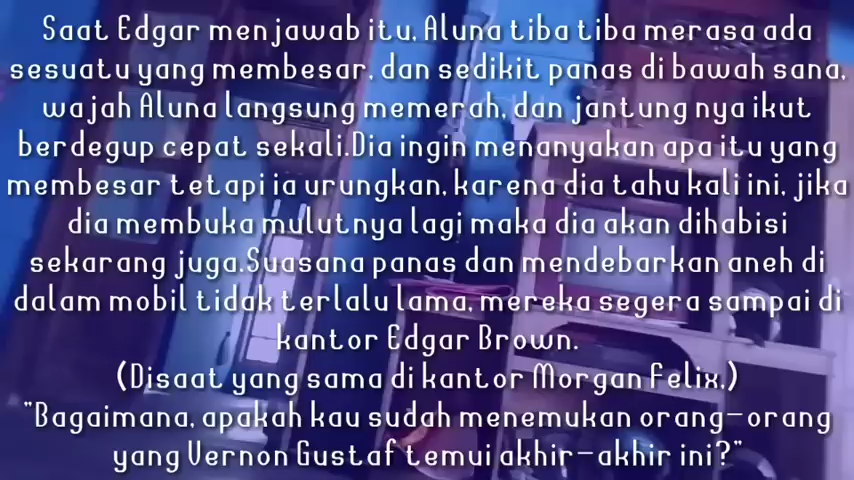 Saat Edgar menjawab itu, Aluna tiba tiba merasa ada
sesuatu yang membesar, dan sedikit panas di bawah sana,
wajah Aluna langsung memerah, dan jantung nya ikut
berdegup cepat sekali.Dia ingin menanyakan apa itu yang
membesar tetapi ia urungkan, karena dia tahu kali ini, jika
dia membuka mulutnya lagi maka dia akan dihabisi
sekarang juga.Suasana panas dan mendebarkan aneh di
dalam mobil tidak terlalu lama, mereka segera sampai di
kantor Edgar Brown.
(Disaat yang sama di kantor Morgan Felix,)
"Bagaimana, apakah kau sudah menemukan orang-orang
yang Vernon Gustaf temui akhir-akhir ini?"